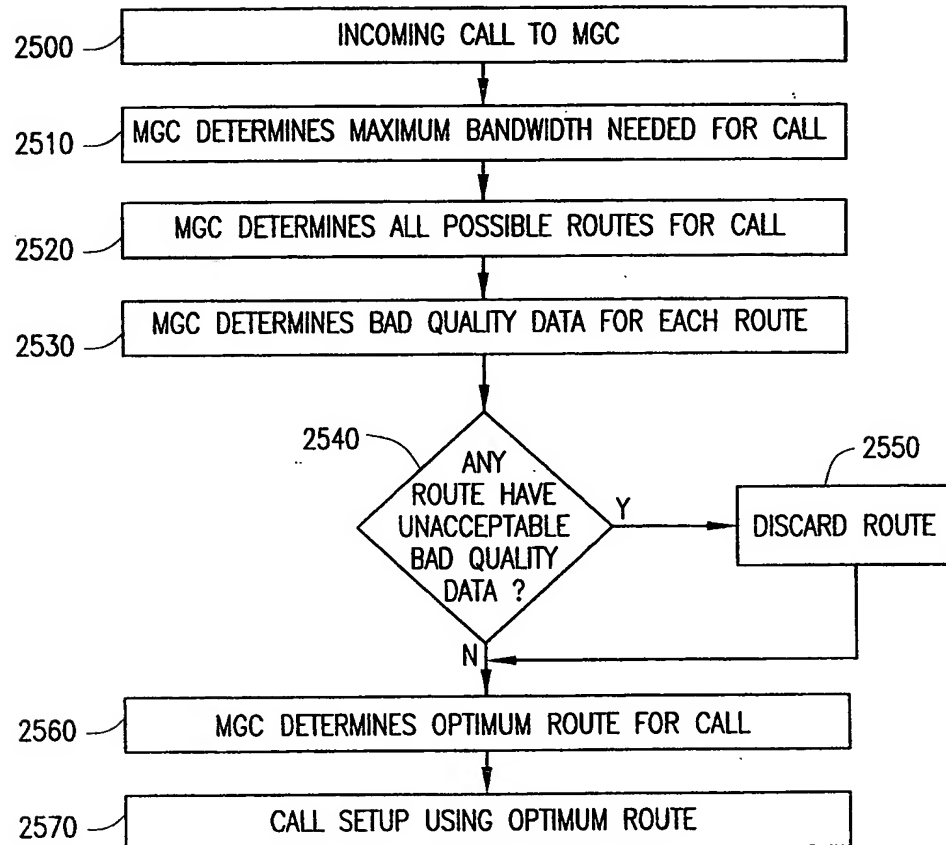 2500
INCOMING CALL TO MGC
2510
MGC DETERMINES MAXIMUM BANDWIDTH NEEDED FOR CALL
2520
MGC DETERMINES ALL POSSIBLE ROUTES FOR CALL
2530
MGC DETERMINES BAD QUALITY DATA FOR EACH ROUTE
2540
ANY
ROUTE HAVE
UNACCEPTABLE
BAD QUALITY
DATA ?
Y
2550
DISCARD ROUTE
N
2560
MGC DETERMINES OPTIMUM ROUTE FOR CALL
2570
CALL SETUP USING OPTIMUM ROUTE